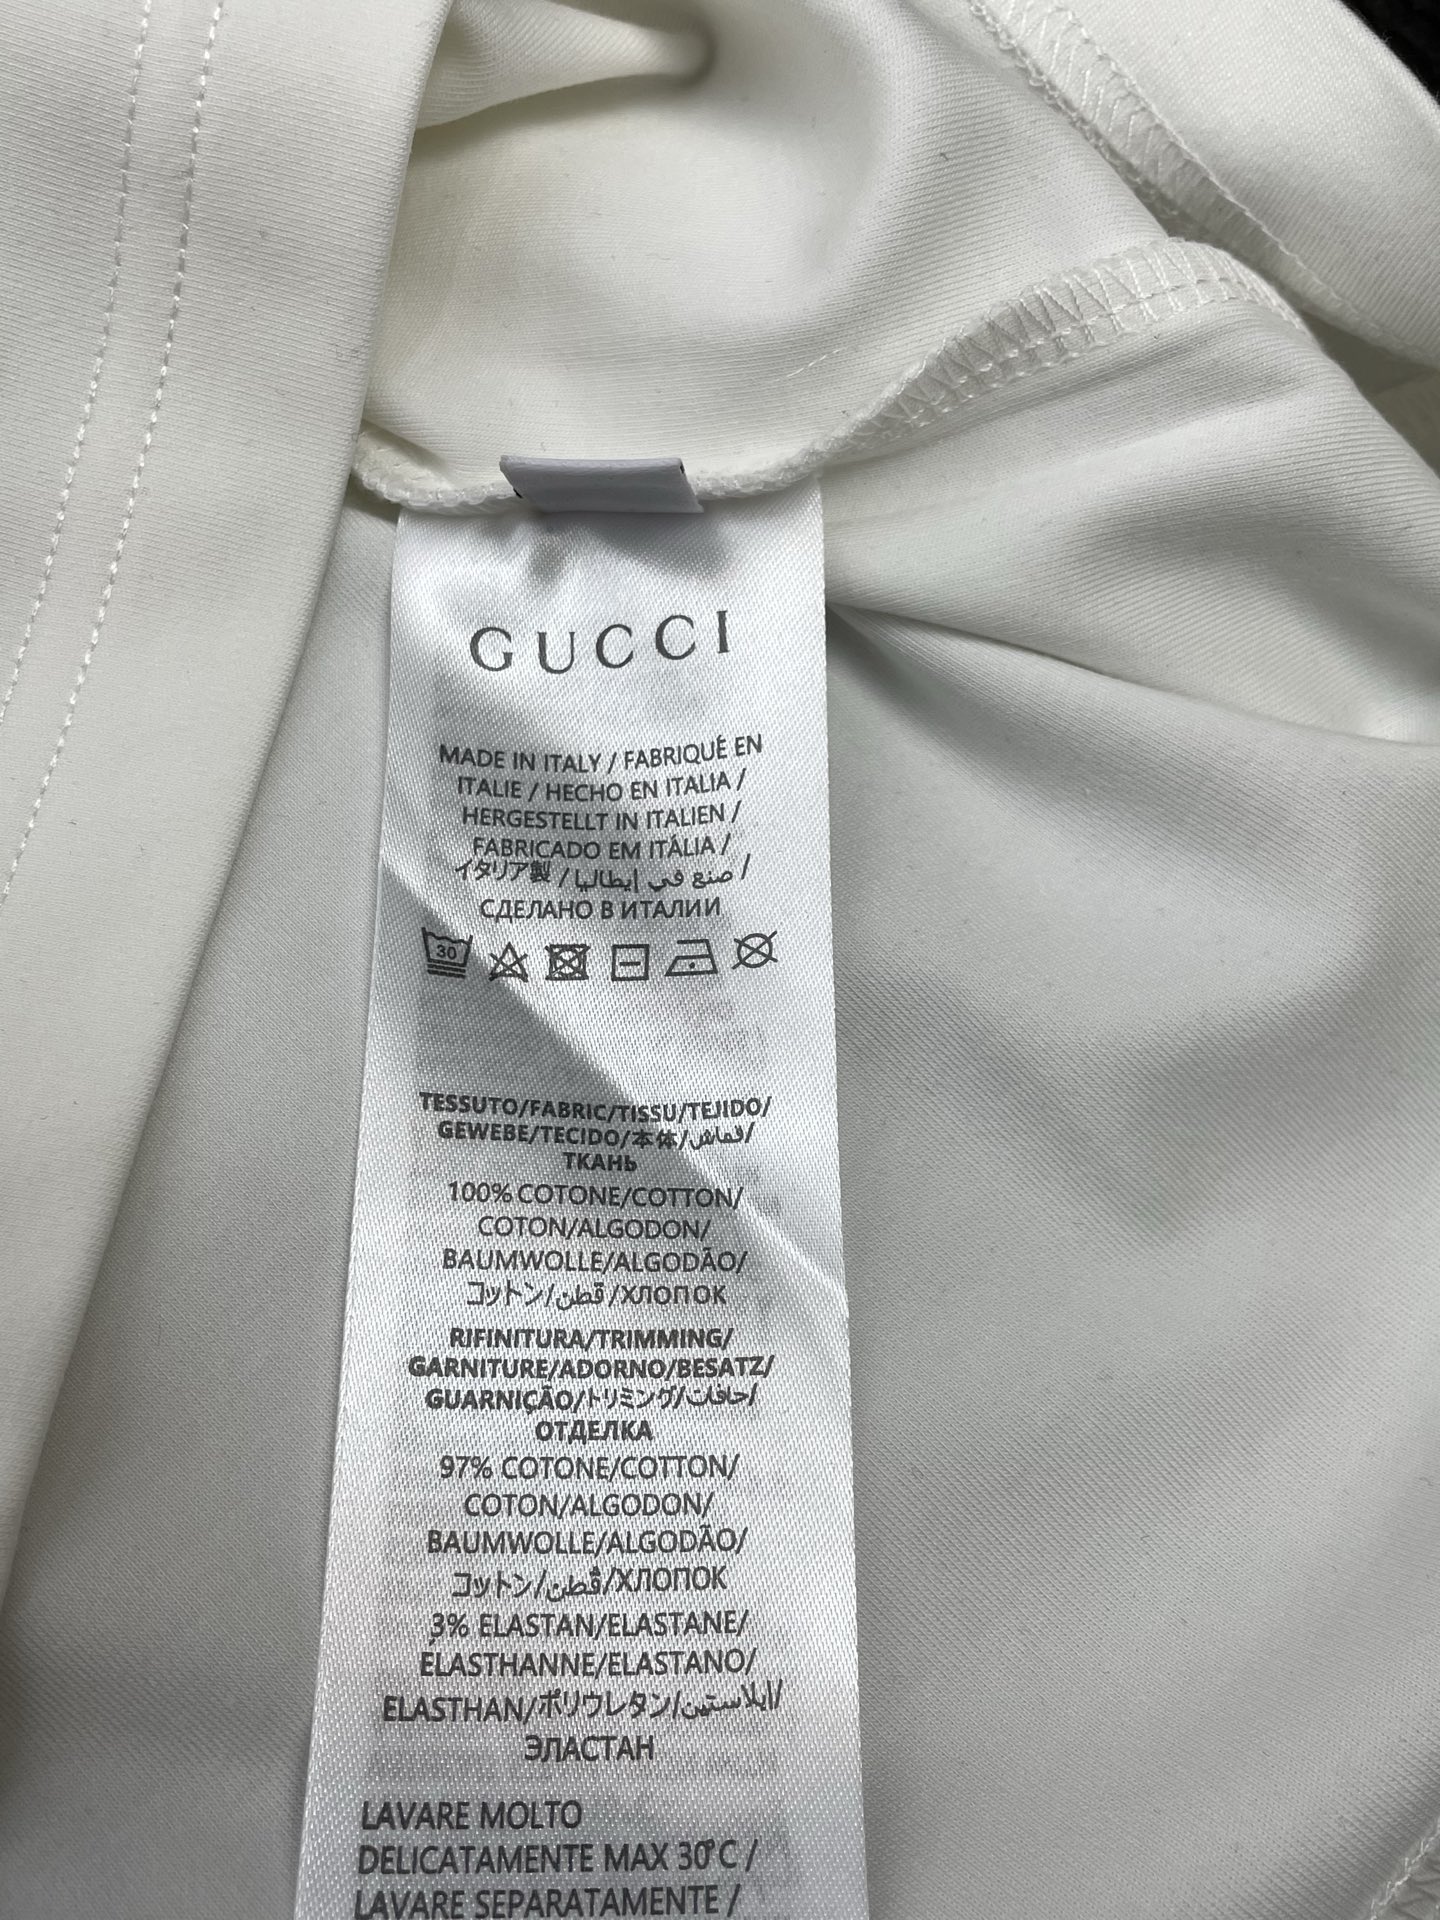 GUCCI
MADE IN ITALY / FABRIQUÉ EN
ITALIE / HECHO EN ITALIA /
HERGESTELLT IN ITALIEN /
FABRICADO EM ITÁLIA /
イタリア製 / صنع في إيطاليا /
СДЕЛАНО В ИТАЛИИ
30
TESSUTO/FABRIC/TISSU/TEJIDO/
GEWEBE/TECIDO/本体/قماش/
ТКАНЬ
100% COTONE/COTTON/
COTON/ALGODON/
BAUMWOLLE/ALGODÃO/
コットン/قطن/ХЛОПОК
RIFINITURA/TRIMMING/
GARNITURE/ADORNO/BESATZ/
GUARNIÇÃO/トリミング/حافات/
ОТДЕЛКА
97% COTONE/COTTON/
COTON/ALGODON/
BAUMWOLLE/ALGODÃO/
コットン/قطن/ХЛОПОК
3% ELASTAN/ELASTANE/
ÉLASTHANNE/ELASTANO/
ELASTHAN/ポリウレタン/إيلاستين/
ЭЛАСТАН
LAVARE MOLTO
DELICATAMENTE MAX 30°C /
LAVARE SEPARATAMENTE /